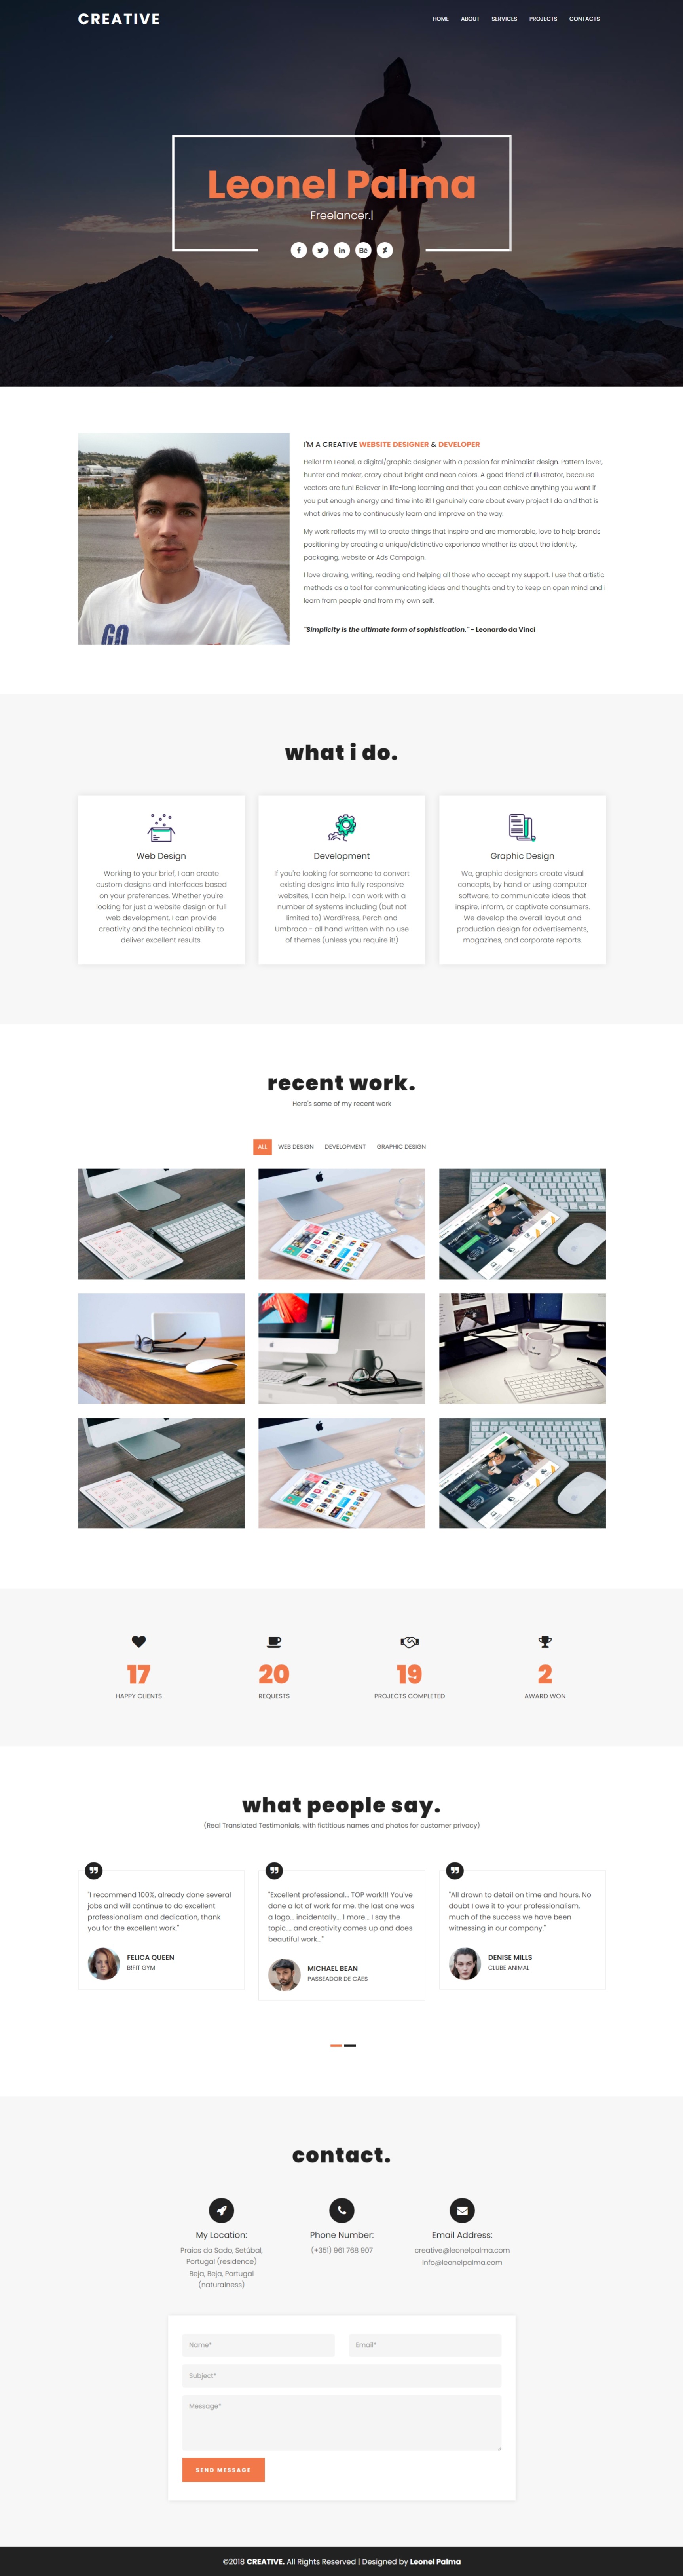 CREATIVE
HOME ABOUT SERVICES PROJECTS CONTACTS
Leonel Palma
Freelancer.|
I'M A CREATIVE WEBSITE DESIGNER & DEVELOPER
Hello! I'm Leonel, a digital/graphic designer with a passion for minimalist design. Pattern lover,
hunter and maker, crazy about bright and neon colors. A good friend of Illustrator, because
vectors are fun! Believer in life-long learning and that you can achieve anything you want if
you put enough energy and time into it! I genuinely care about every project I do and that is
what drives me to continuously learn and improve on the way.
My work reflects my will to create things that inspire and are memorable, love to help brands
positioning by creating a unique/distinctive experience whether its about the identity,
packaging, website or Ads Campaign.
I love drawing, writing, reading and helping all those who accept my support. I use that artistic
methods as a tool for communicating ideas and thoughts and try to keep an open mind and i
learn from people and from my own self.
"Simplicity is the ultimate form of sophistication." - Leonardo da Vinci
GO
what i do.
Web Design
Working to your brief, I can create
custom designs and interfaces based
on your preferences. Whether you're
looking for just a website design or full
web development, I can provide
creativity and the technical ability to
deliver excellent results.
Development
If you're looking for someone to convert
existing designs into fully responsive
websites, I can help. I can work with a
number of systems including (but not
limited to) WordPress, Perch and
Umbraco - all hand written with no use
of themes (unless you require it!)
Graphic Design
We, graphic designers create visual
concepts, by hand or using computer
software, to communicate ideas that
inspire, inform, or captivate consumers.
We develop the overall layout and
production design for advertisements,
magazines, and corporate reports.
recent work.
Here's some of my recent work
ALL WEB DESIGN DEVELOPMENT GRAPHIC DESIGN
17 20 19 2
HAPPY CLIENTS REQUESTS PROJECTS COMPLETED AWARD WON
what people say.
(Real Translated Testimonials, with fictitious names and photos for customer privacy)
"I recommend 100%, already done several
jobs and will continue to do excellent
professionalism and dedication, thank
you for the excellent work."
FELICA QUEEN
BIFIT GYM
"Excellent professional... TOP work!!! You've
done a lot of work for me. the last one was
a logo... incidentally... 1 more... I say the
topic.... and creativity comes up and does
beautiful work..."
MICHAEL BEAN
PASSEADOR DE CÃES
"All drawn to detail on time and hours. No
doubt I owe it to your professionalism,
much of the success we have been
witnessing in our company."
DENISE MILLS
CLUBE ANIMAL
contact.
My Location:
Praias do Sado, Setúbal,
Portugal (residence)
Beja, Beja, Portugal
(naturalness)
Phone Number:
(+351) 961 768 907
Email Address:
creative@leonelpalma.com
info@leonelpalma.com
Name* Email*
Subject*
Message*
SEND MESSAGE
©2018 CREATIVE. All Rights Reserved | Designed by Leonel Palma